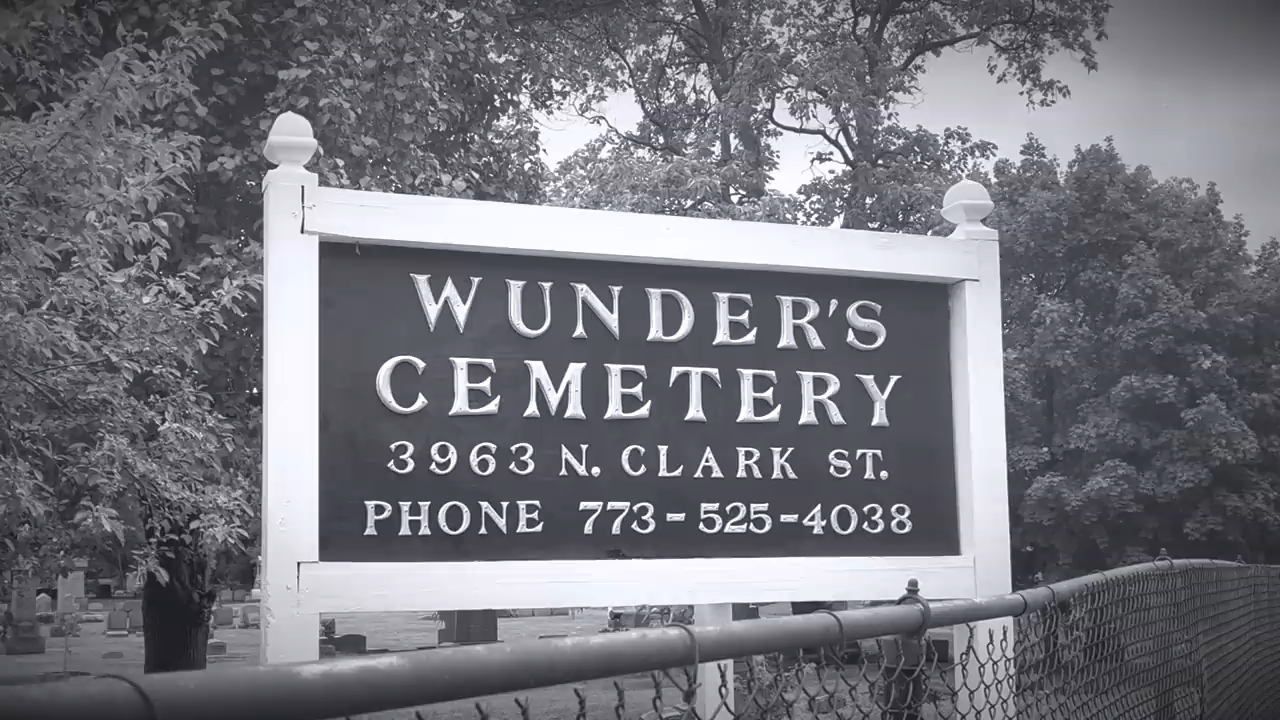 WUNDER'S
CEMETERY
3963 N. CLARK ST.
PHONE 773-525-4038